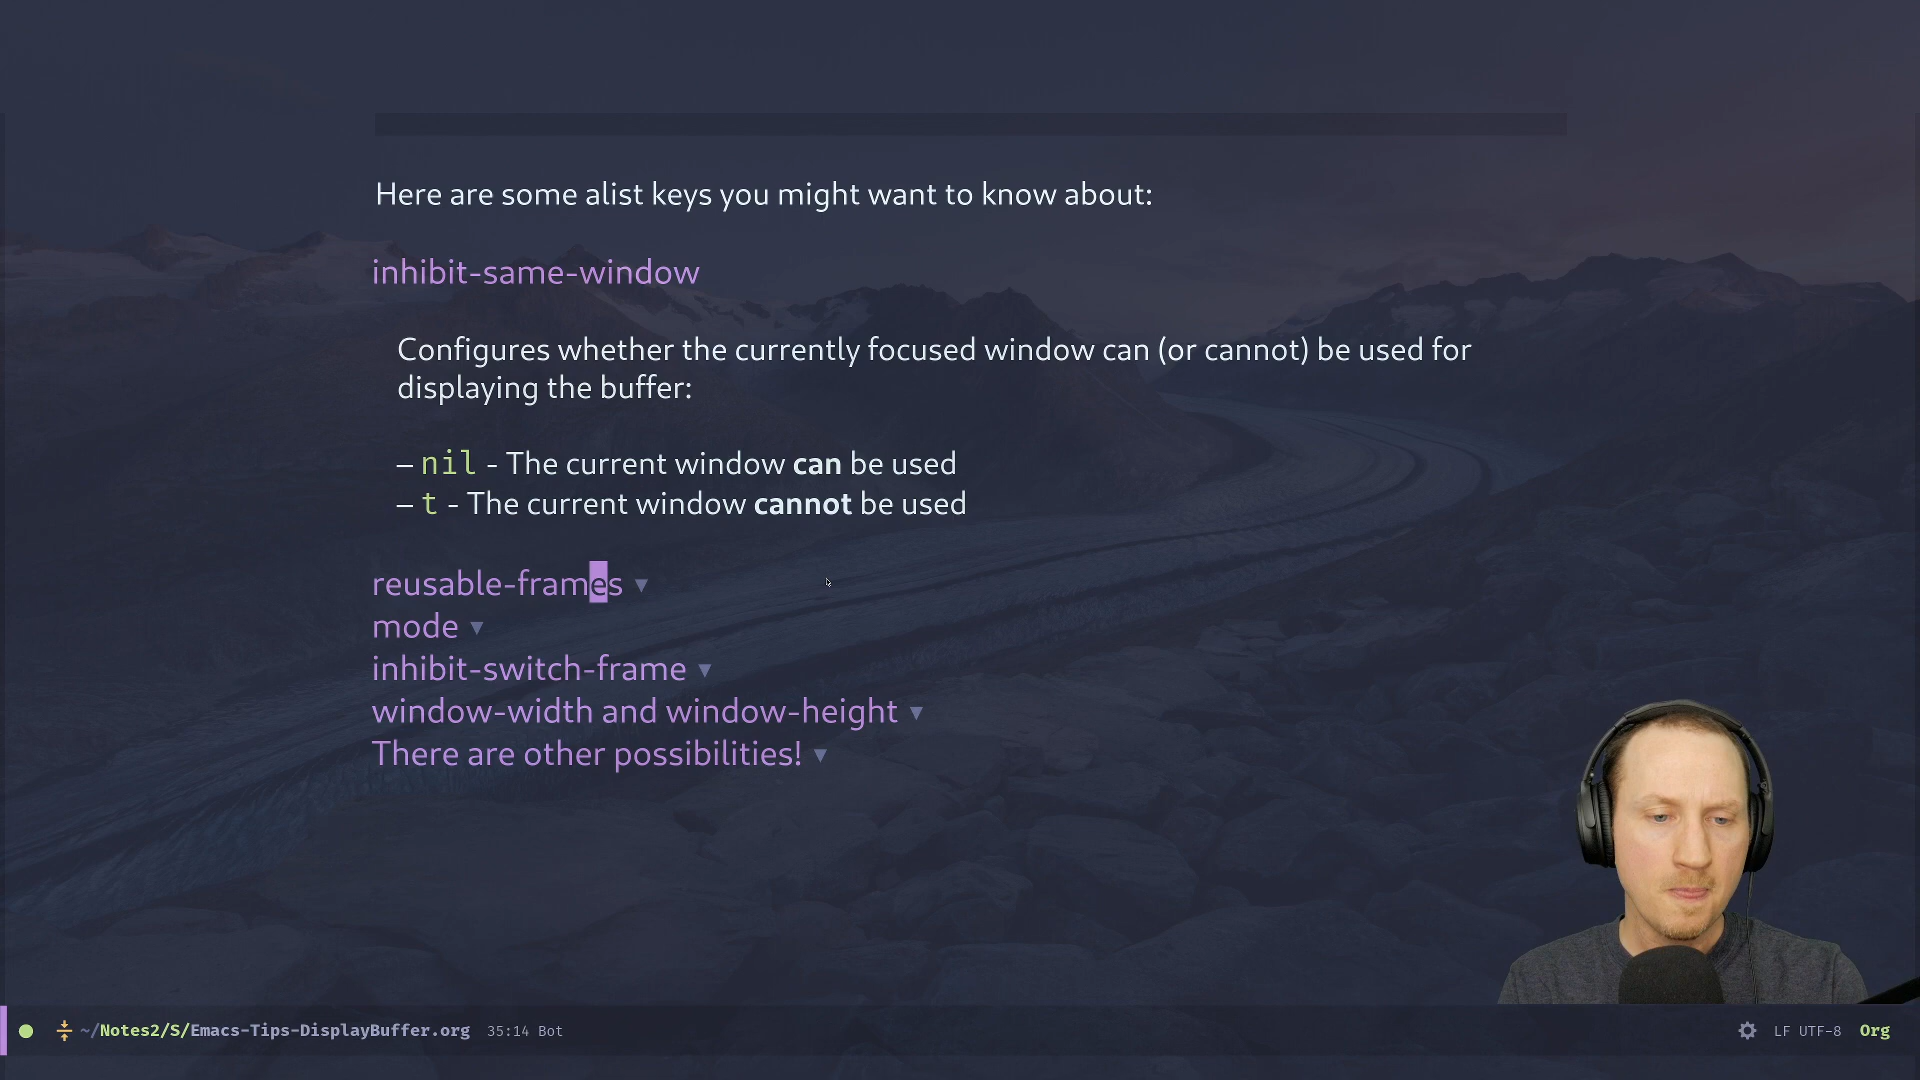 Here are some alist keys you might want to know about:
inhibit-same-window
Configures whether the currently focused window can (or cannot) be used for
displaying the buffer:
– nil - The current window can be used
– t - The current window cannot be used
reusable-frames ▼
mode ▼
inhibit-switch-frame ▼
window-width and window-height ▼
There are other possibilities! ▼
~/Notes2/S/Emacs-Tips-DisplayBuffer.org 35:14 Bot LF UTF-8 Org